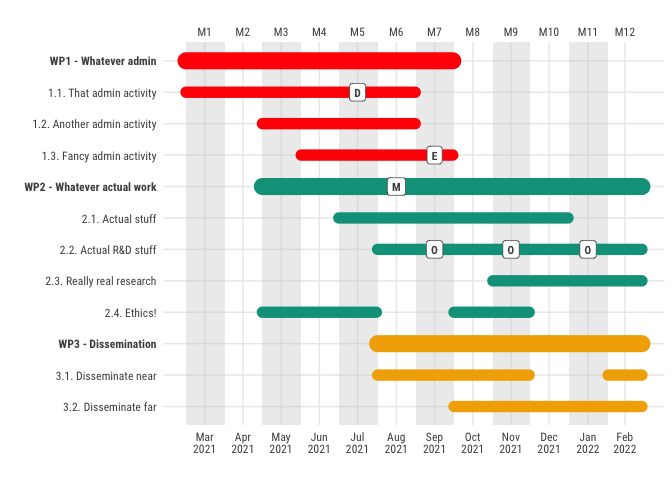 M1 M2 M3 M4 M5 M6 M7 M8 M9 M10 M11 M12
WP1 - Whatever admin
1.1. That admin activity D
1.2. Another admin activity
1.3. Fancy admin activity E
WP2 - Whatever actual work M
2.1. Actual stuff
2.2. Actual R&D stuff O O O
2.3. Really real research
2.4. Ethics!
WP3 - Dissemination
3.1. Disseminate near
3.2. Disseminate far
Mar Apr May Jun Jul Aug Sep Oct Nov Dec Jan Feb
2021 2021 2021 2021 2021 2021 2021 2021 2021 2021 2022 2022